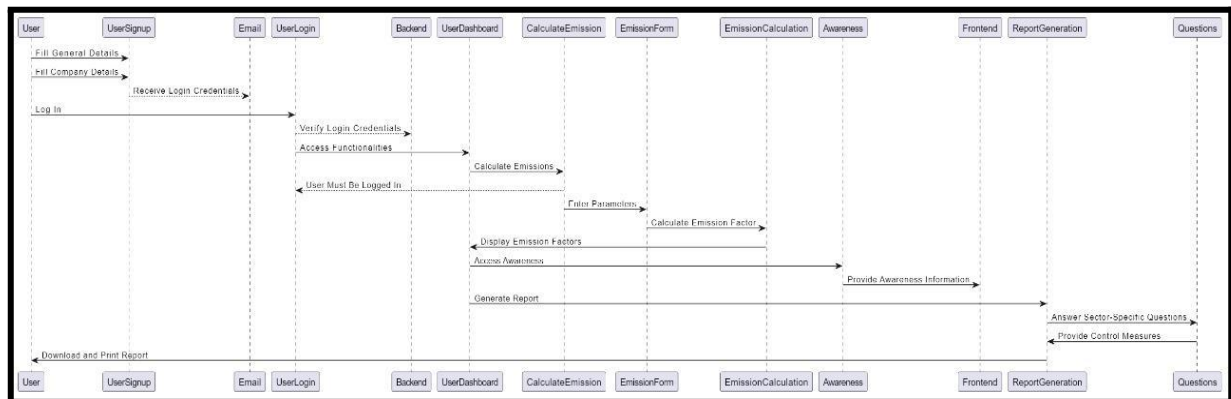 User UserSignup Email UserLogin Backend UserDashboard CalculateEmission EmissionForm EmissionCalculation Awareness Frontend ReportGeneration Questions
Fill General Details
Fill Company Details
Receive Login Credentials
Log In
Verify Login Credentials
Access Functionalities
Calculate Emissions
User Must Be Logged In
Enter Parameters
Calculate Emission Factor
Display Emission Factors
Access Awareness
Provide Awareness Information
Generate Report
Answer Sector-Specific Questions
Provide Control Measures
Download and Print Report
User UserSignup Email UserLogin Backend UserDashboard CalculateEmission EmissionForm EmissionCalculation Awareness Frontend ReportGeneration Questions